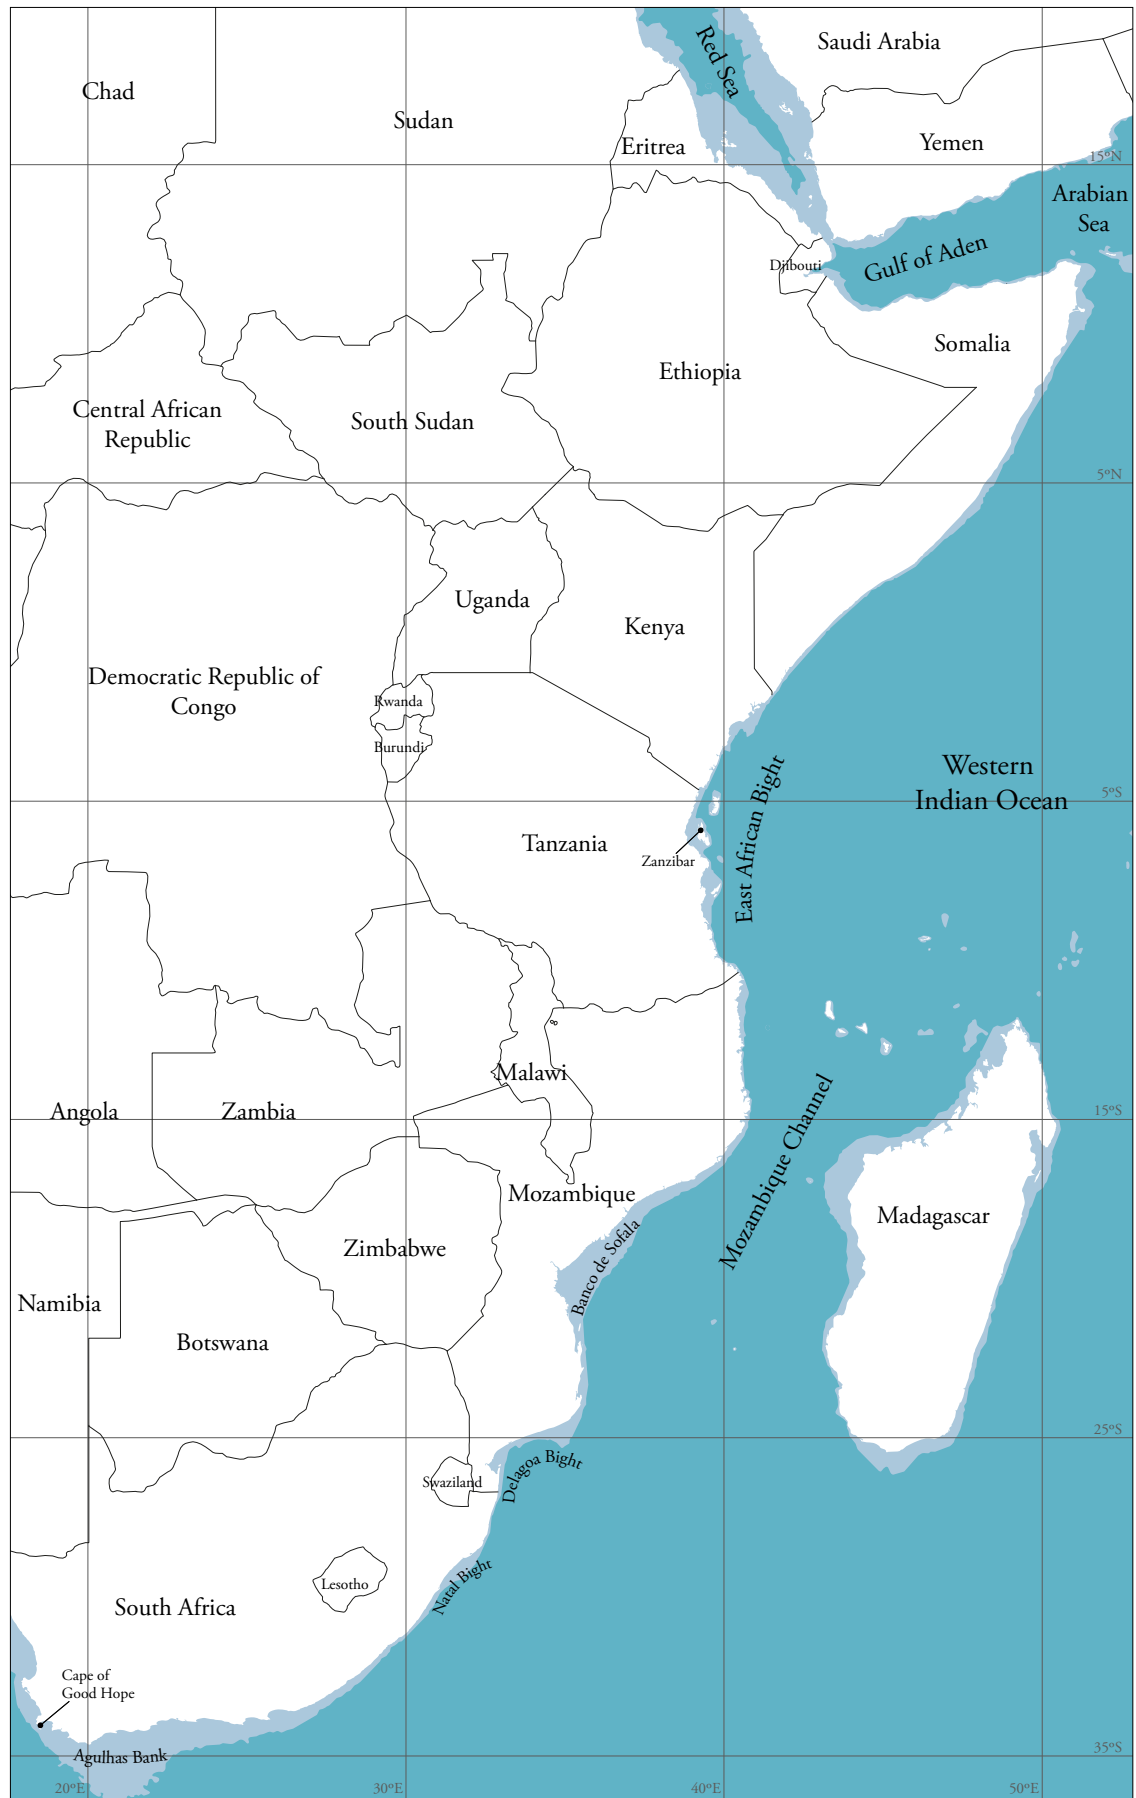 Red Sea
Saudi Arabia
Chad
Sudan
Eritrea
Yemen
15ºN
Arabian
Sea
Gulf of Aden
Djibouti
Somalia
Ethiopia
Central African
Republic
South Sudan
5ºN
Uganda
Kenya
Democratic Republic of
Congo
Rwanda
Burundi
Western
Indian Ocean
5ºS
East African Bight
Tanzania
Zanzibar
Malawi
Angola
Zambia
15ºS
Mozambique Channel
Mozambique
Madagascar
Zimbabwe
Banco de Sofala
Namibia
Botswana
25ºS
Delagoa Bight
Swaziland
Natal Bight
Lesotho
South Africa
Cape of
Good Hope
Agulhas Bank
35ºS
20ºE
30ºE
40ºE
50ºE